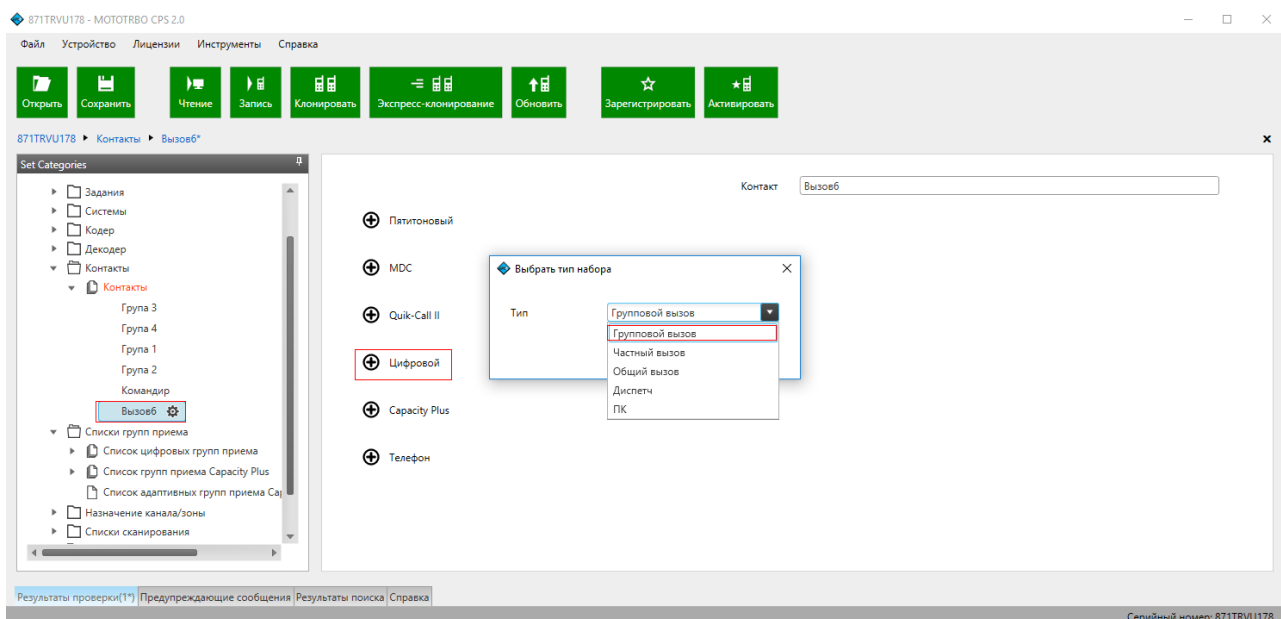 871TRVU178 - MOTOTRBO CPS 2.0
Файл Устройство Лицензии Инструменты Справка
Открыть Сохранить Чтение Запись Клонировать Экспресс-клонирование Обновить Зарегистрировать Активировать
871TRVU178 Контакты Вызов6*
Set Categories
Задания
Системы
Кодер
Декодер
Контакты
Контакты
Група 3
Група 4
Група 1
Група 2
Командир
Вызов6
Списки групп приема
Список цифровых групп приема
Список групп приема Capacity Plus
Список адаптивных групп приема Cap
Назначение канала/зоны
Списки сканирования
Контакт Вызов6
Пятитоновый
MDC
Quik-Call II
Цифровой
Capacity Plus
Телефон
Выбрать тип набора
Тип Групповой вызов
Групповой вызов
Частный вызов
Общий вызов
Диспетч
ПК
Результаты проверки(1*) Предупреждающие сообщения Результаты поиска Справка
Серийный номер: 871TRVU178